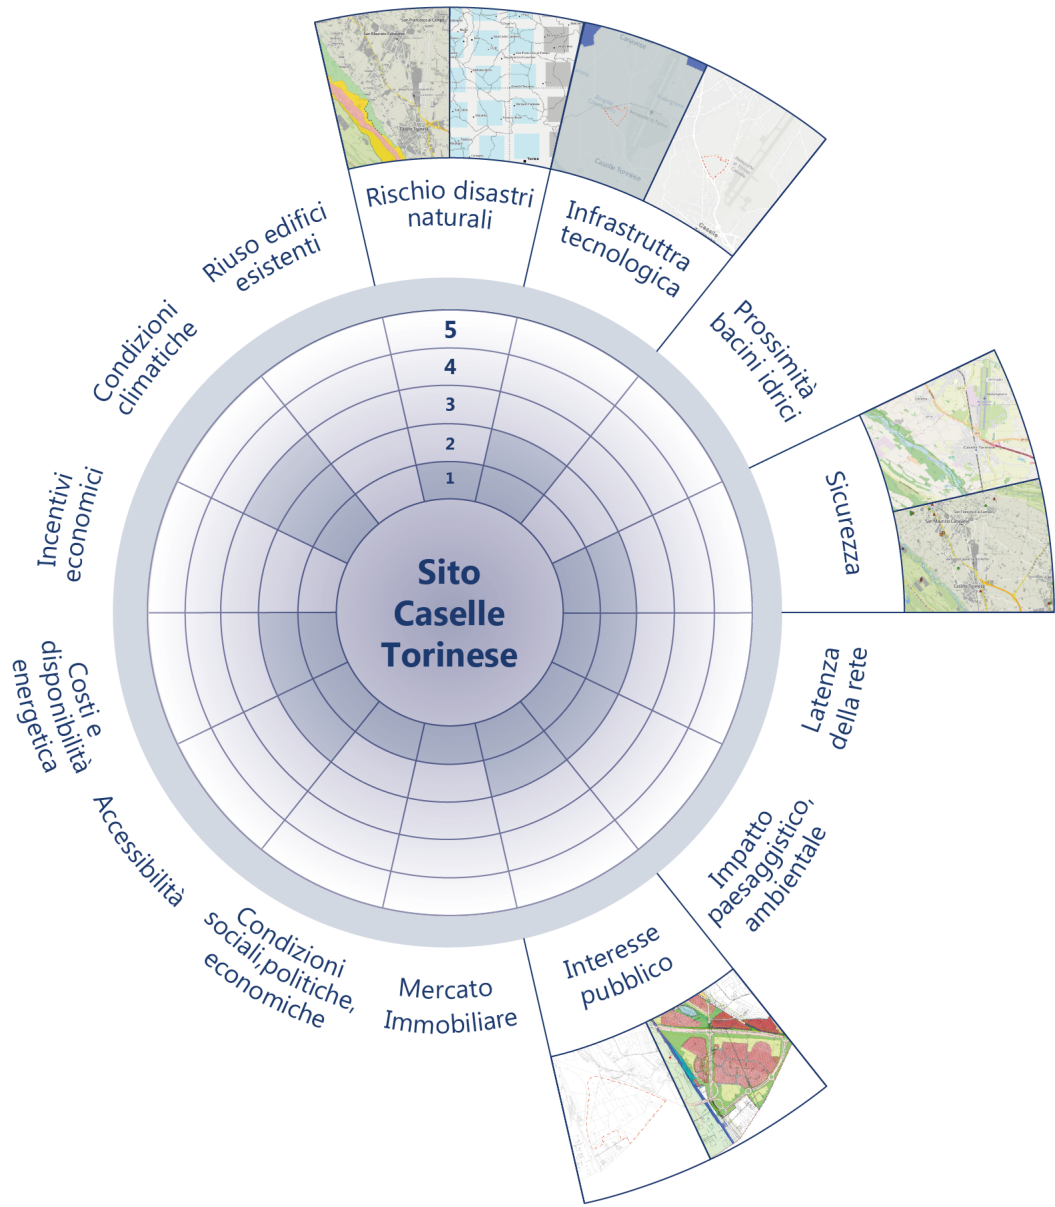 Rischio disastri
naturali
Infrastruttra
tecnologica
Prossimità
bacini idrici
Sicurezza
Latenza
della rete
Impatto
paesaggistico,
ambientale
Interesse
pubblico
Mercato
Immobiliare
Condizioni
sociali,politiche,
economiche
Accessibilità
Costi e
disponibilità
energetica
Incentivi
economici
Condizioni
climatiche
Riuso edifici
esistenti
5
4
3
2
1
Sito
Caselle
Torinese